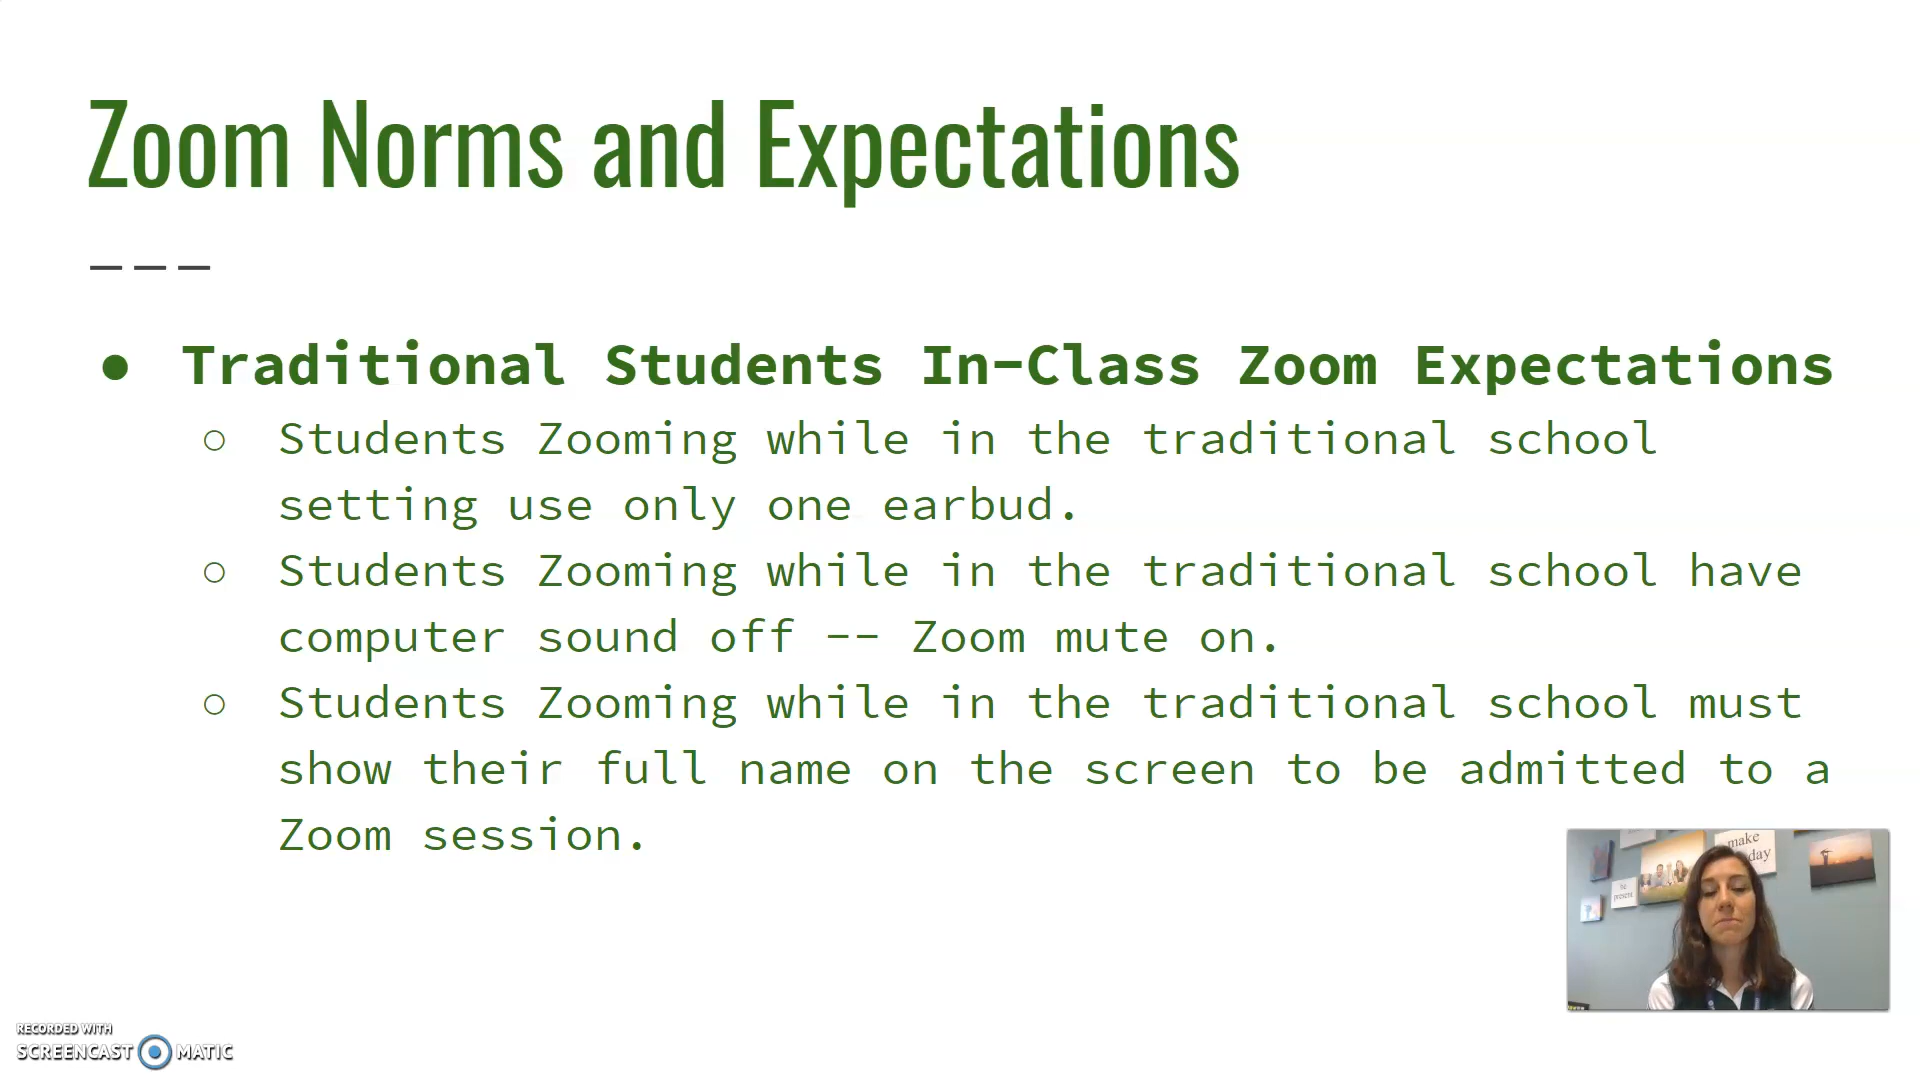 Zoom Norms and Expectations
● Traditional Students In-Class Zoom Expectations
○ Students Zooming while in the traditional school
setting use only one earbud.
○ Students Zooming while in the traditional school have
computer sound off -- Zoom mute on.
○ Students Zooming while in the traditional school must
show their full name on the screen to be admitted to a
Zoom session.
make
day
be
present
RECORDED WITH
SCREENCAST MATIC